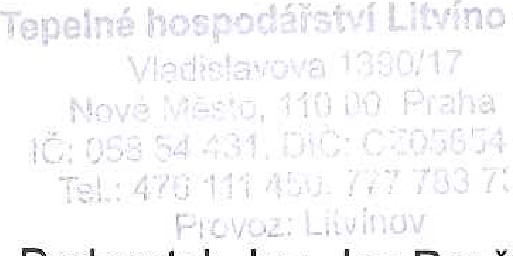 Tepelné hospodářství Litvíno
Vladislavova 1390/17
Nové Město, 110 00 Praha
IČ: 058 54 431, DIČ: CZ05854
Tel.: 476 111 450, 777 783 7
Provoz: Litvínov